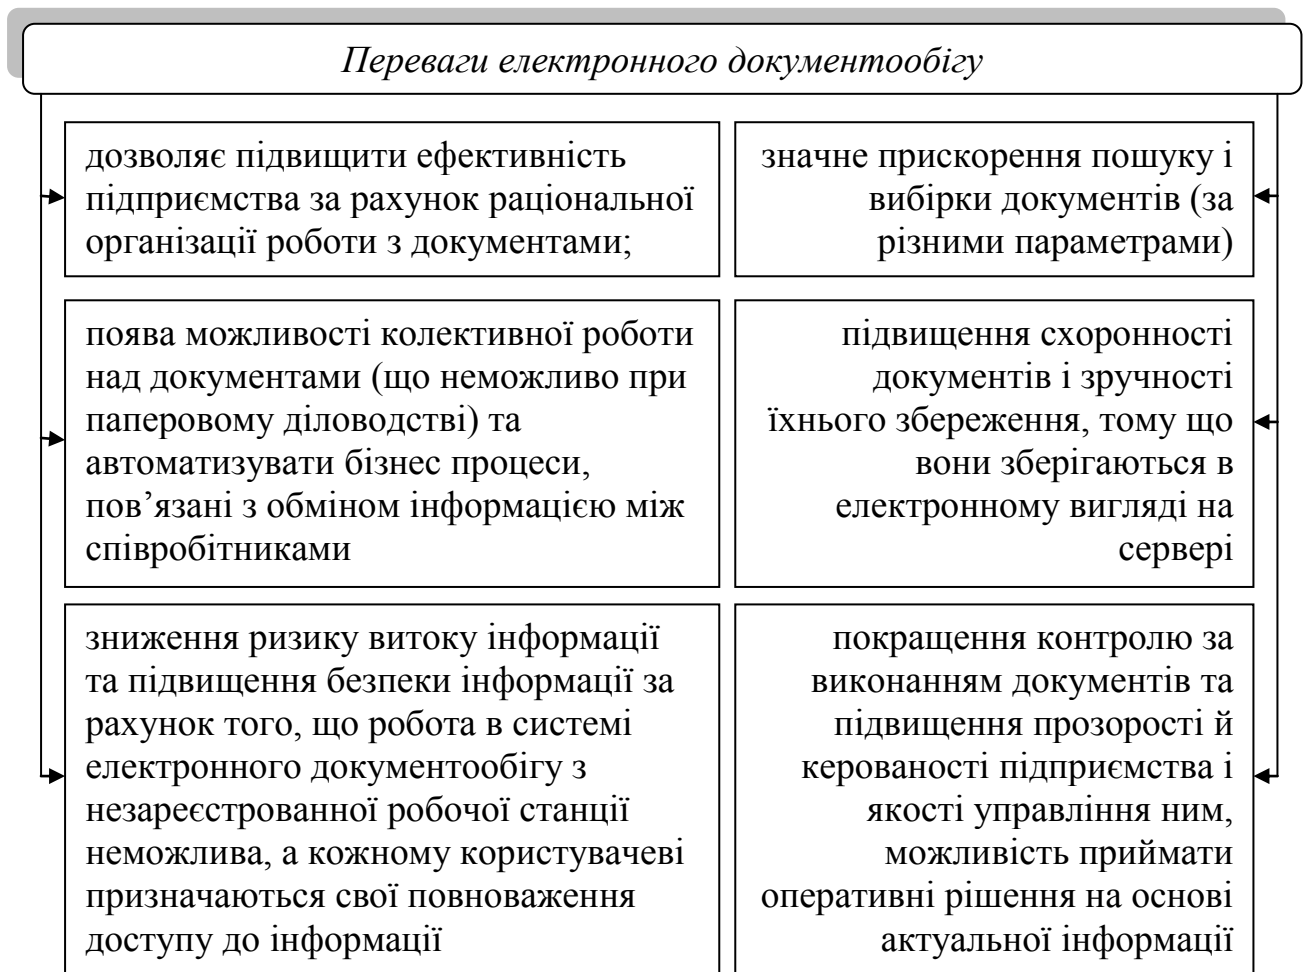 Переваги електронного документообігу
дозволяє підвищити ефективність
підприємства за рахунок раціональної
організації роботи з документами;
значне прискорення пошуку і
вибірки документів (за
різними параметрами)
поява можливості колективної роботи
над документами (що неможливо при
паперовому діловодстві) та
автоматизувати бізнес процеси,
пов’язані з обміном інформацією між
співробітниками
підвищення схоронності
документів і зручності
їхнього збереження, тому що
вони зберігаються в
електронному вигляді на
сервері
зниження ризику витоку інформації
та підвищення безпеки інформації за
рахунок того, що робота в системі
електронного документообігу з
незареєстрованної робочої станції
неможлива, а кожному користувачеві
призначаються свої повноваження
доступу до інформації
покращення контролю за
виконанням документів та
підвищення прозорості й
керованості підприємства і
якості управління ним,
можливість приймати
оперативні рішення на основі
актуальної інформації